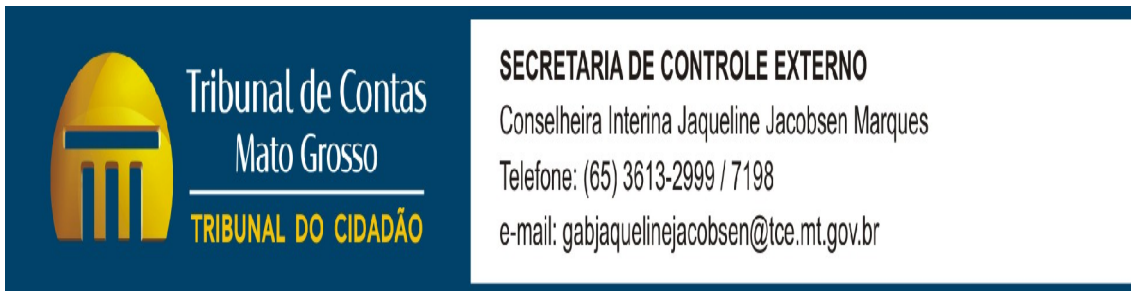 Tribunal de Contas
Mato Grosso
TRIBUNAL DO CIDADÃO
SECRETARIA DE CONTROLE EXTERNO
Conselheira Interina Jaqueline Jacobsen Marques
Telefone: (65) 3613-2999 / 7198
e-mail: gabjaquelinejacobsen@tce.mt.gov.br